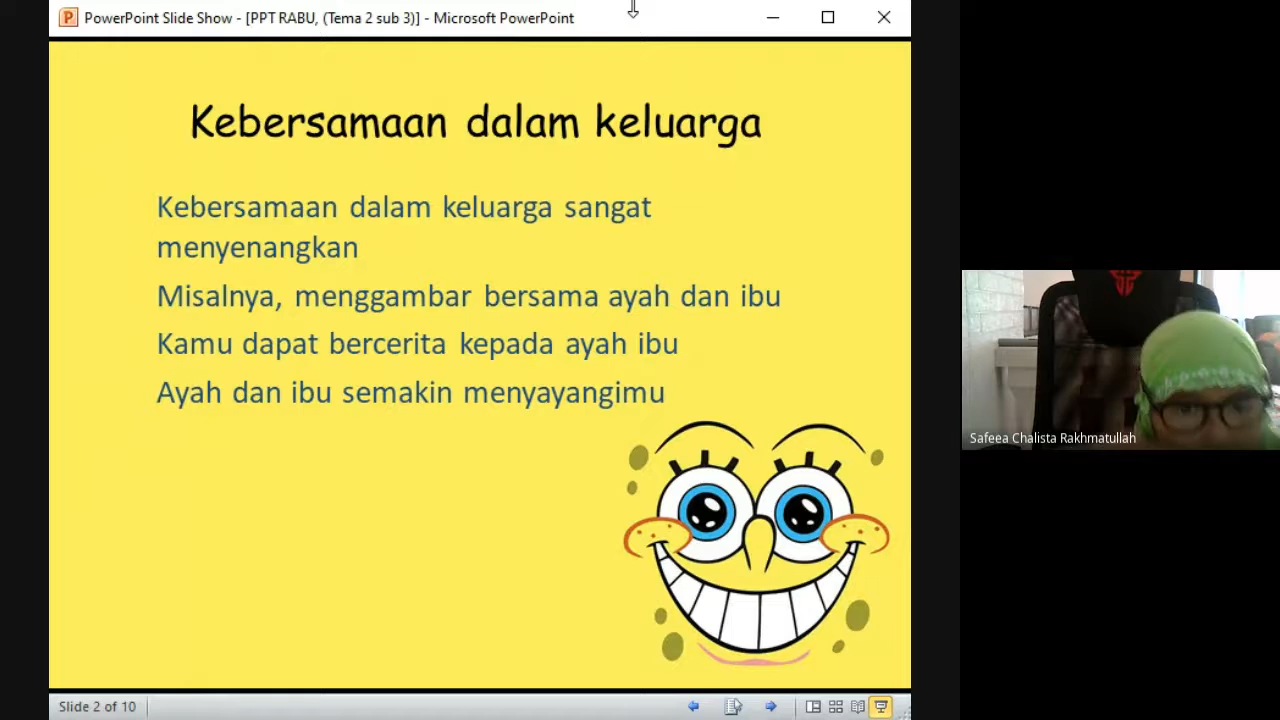 PowerPoint Slide Show - [PPT RABU, (Tema 2 sub 3)] - Microsoft PowerPoint
Kebersamaan dalam keluarga
Kebersamaan dalam keluarga sangat
menyenangkan
Misalnya, menggambar bersama ayah dan ibu
Kamu dapat bercerita kepada ayah ibu
Ayah dan ibu semakin menyayangimu
Safeea Chalista Rakhmatullah
Slide 2 of 10